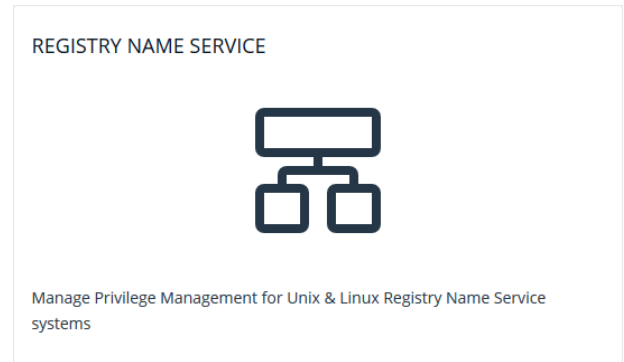 REGISTRY NAME SERVICE
Manage Privilege Management for Unix & Linux Registry Name Service
systems